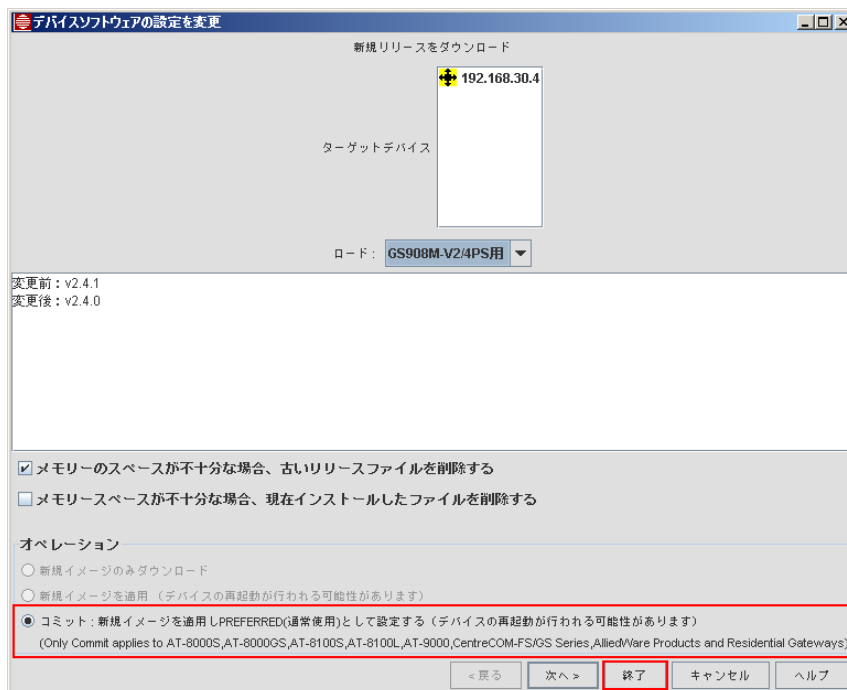 デバイスソフトウェアの設定を変更
新規リリースをダウンロード
192.168.30.4
ターゲットデバイス
ロード： GS908M-V2/4PS用
変更前：v2.4.1
変更後：v2.4.0
メモリーのスペースが不十分な場合、古いリリースファイルを削除する
メモリースペースが不十分な場合、現在インストールしたファイルを削除する
オペレーション
新規イメージのみダウンロード
新規イメージを適用（デバイスの再起動が行われる可能性があります）
コミット：新規イメージを適用しPREFERRED(通常使用)として設定する（デバイスの再起動が行われる可能性があります）
(Only Commit applies to AT-8000S,AT-8000GS,AT-8100S,AT-8100L,AT-9000,CentreCOM-FS/GS Series,AlliedWare Products and Residential Gateways)
<戻る 次へ> 終了 キャンセル ヘルプ